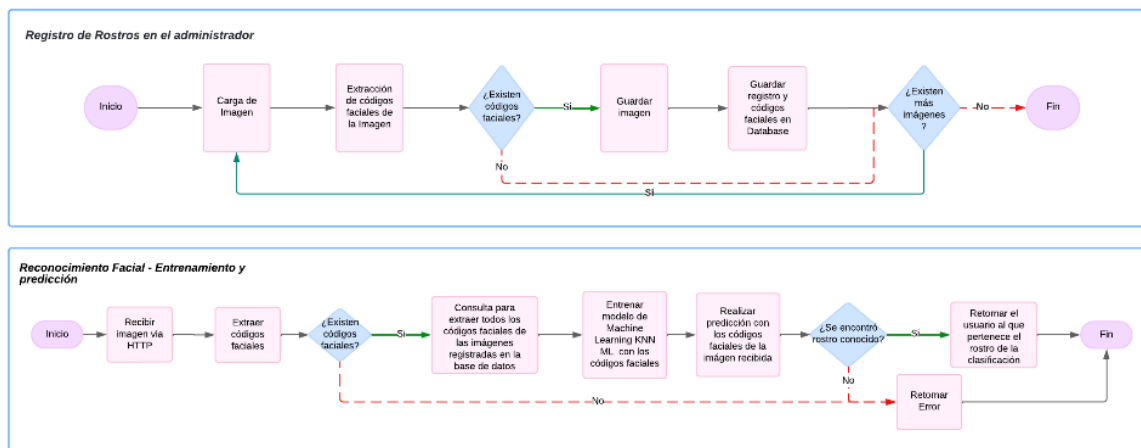 Registro de Rostros en el administrador
Inicio
Carga de
Imagen
Extracción de
códigos
faciales de
la Imagen
¿Existen
códigos
faciales?
Si
Guardar
imagen
Guardar
registro y
códigos
faciales en
Database
¿Existen
más
imágenes
?
No
Fin
No
Si
Reconocimiento Facial - Entrenamiento y
predicción
Inicio
Recibir
imagen via
HTTP
Extraer
códigos
faciales
¿Existen
códigos
faciales?
Si
Consulta para
extraer todos los
códigos faciales de
las imágenes
registradas en la
base de datos
Entrenar
modelo de
Machine
Learning KNN
ML con los
códigos faciales
Realizar
predicción con
los códigos
faciales de la
imágen recibida
¿Se encontró
rostro conocido?
Si
Retornar el
usuario al que
pertenece el
rostro de la
clasificación
Fin
No
No
Retornar
Error